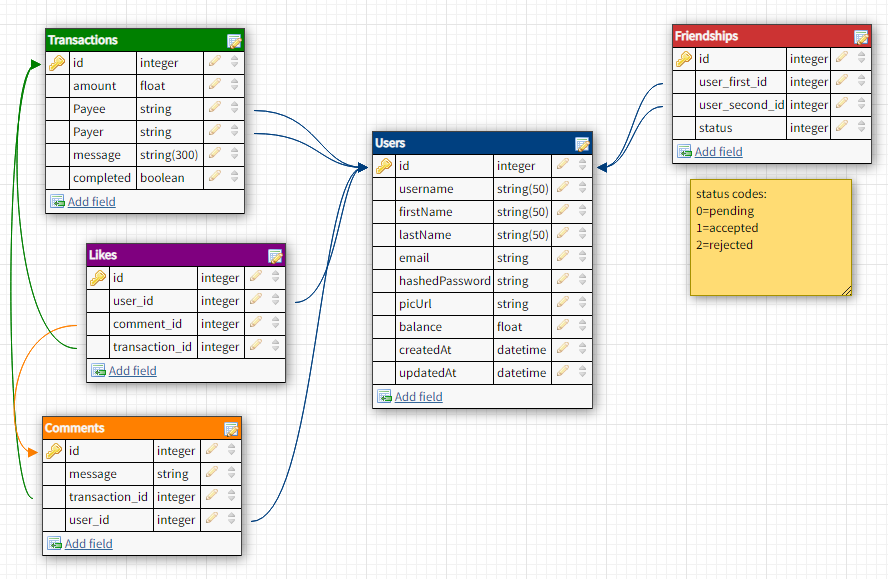 Transactions
id integer
amount float
Payee string
Payer string
message string(300)
completed boolean
Add field
Likes
id integer
user_id integer
comment_id integer
transaction_id integer
Add field
Comments
id integer
message string
transaction_id integer
user_id integer
Add field
Users
id integer
username string(50)
firstName string(50)
lastName string(50)
email string
hashedPassword string
picUrl string
balance float
createdAt datetime
updatedAt datetime
Add field
Friendships
id integer
user_first_id integer
user_second_id integer
status integer
Add field
status codes:
0=pending
1=accepted
2=rejected